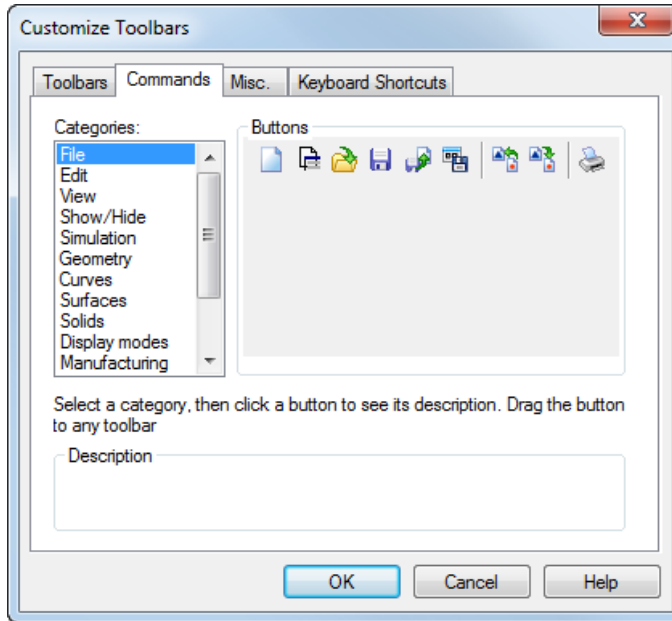 Customize Toolbars
Toolbars Commands Misc. Keyboard Shortcuts
Categories:
File
Edit
View
Show/Hide
Simulation
Geometry
Curves
Surfaces
Solids
Display modes
Manufacturing
Buttons
Select a category, then click a button to see its description. Drag the button
to any toolbar
Description
OK Cancel Help